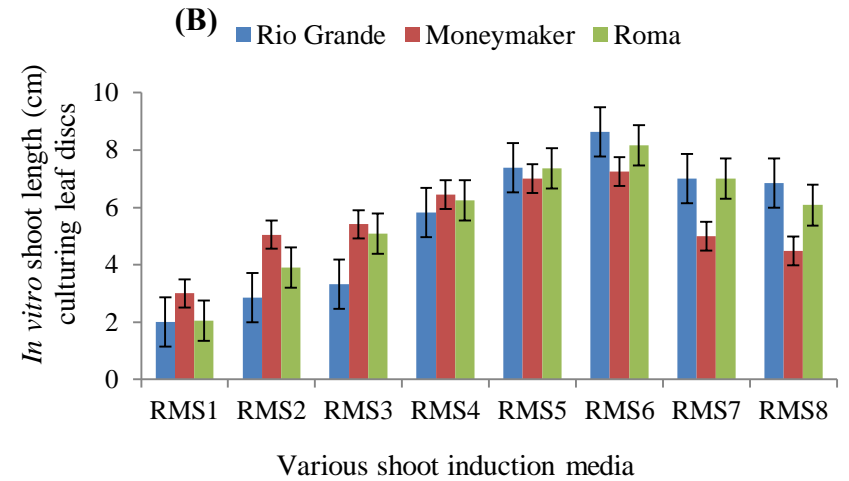 (B)
Rio Grande Moneymaker Roma
In vitro shoot length (cm)
culturing leaf discs
10
8
6
4
2
0
RMS1 RMS2 RMS3 RMS4 RMS5 RMS6 RMS7 RMS8
Various shoot induction media